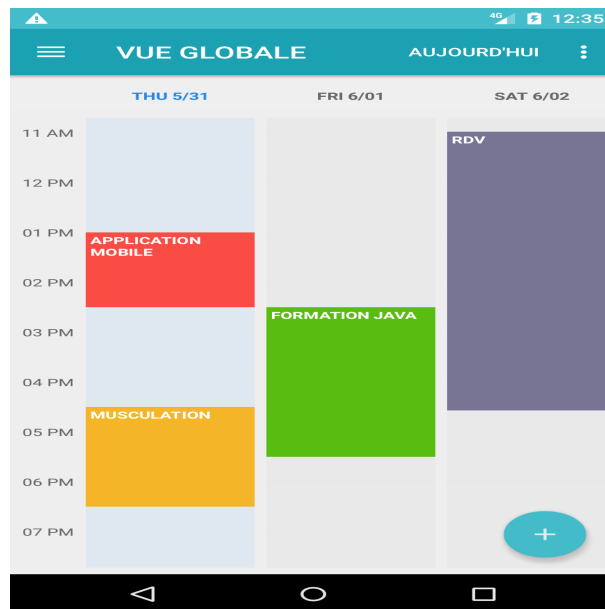 4G 12:35
VUE GLOBALE AUJOURD'HUI
THU 5/31 FRI 6/01 SAT 6/02
11 AM
RDV
12 PM
01 PM
APPLICATION
MOBILE
02 PM
FORMATION JAVA
03 PM
04 PM
MUSCULATION
05 PM
06 PM
07 PM
+